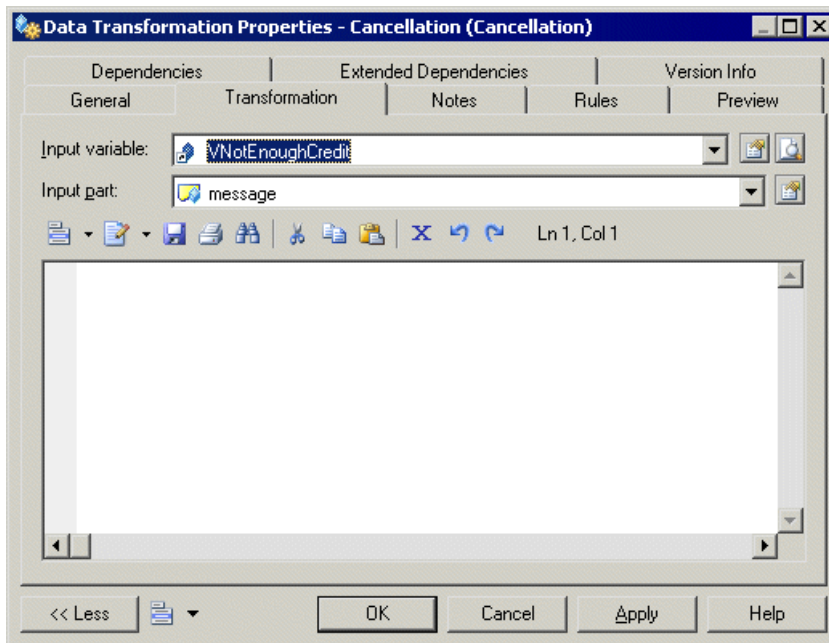 Data Transformation Properties - Cancellation (Cancellation)
Dependencies Extended Dependencies Version Info
General Transformation Notes Rules Preview
Input variable: VNotEnoughCredit
Input part: message
X Ln 1, Col 1
<< Less OK Cancel Apply Help